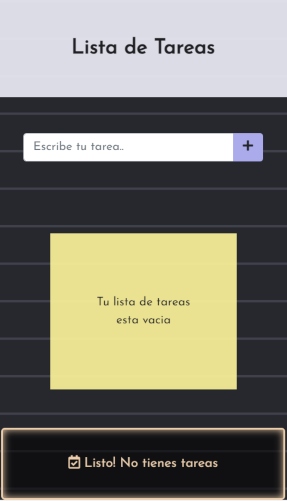 Lista de Tareas
Escribe tu tarea..
+
Tu lista de tareas
esta vacia
Listo! No tienes tareas